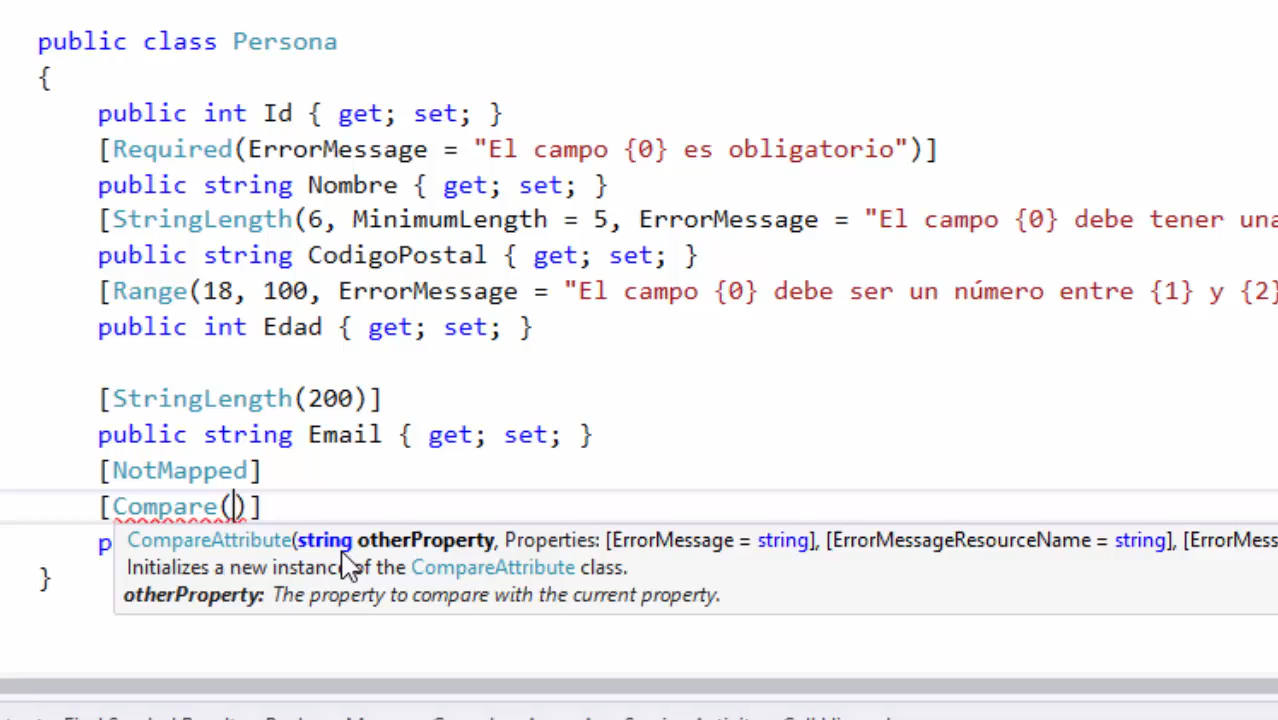 public class Persona
{
public int Id { get; set; }
[Required(ErrorMessage = "El campo {0} es obligatorio")]
public string Nombre { get; set; }
[StringLength(6, MinimumLength = 5, ErrorMessage = "El campo {0} debe tener una
public string CodigoPostal { get; set; }
[Range(18, 100, ErrorMessage = "El campo {0} debe ser un número entre {1} y {2}
public int Edad { get; set; }
[StringLength(200)]
public string Email { get; set; }
[NotMapped]
[Compare()]
p
CompareAttribute(string otherProperty, Properties: [ErrorMessage = string], [ErrorMessageResourceName = string], [ErrorMess
Initializes a new instance of the CompareAttribute class.
otherProperty: The property to compare with the current property.
}